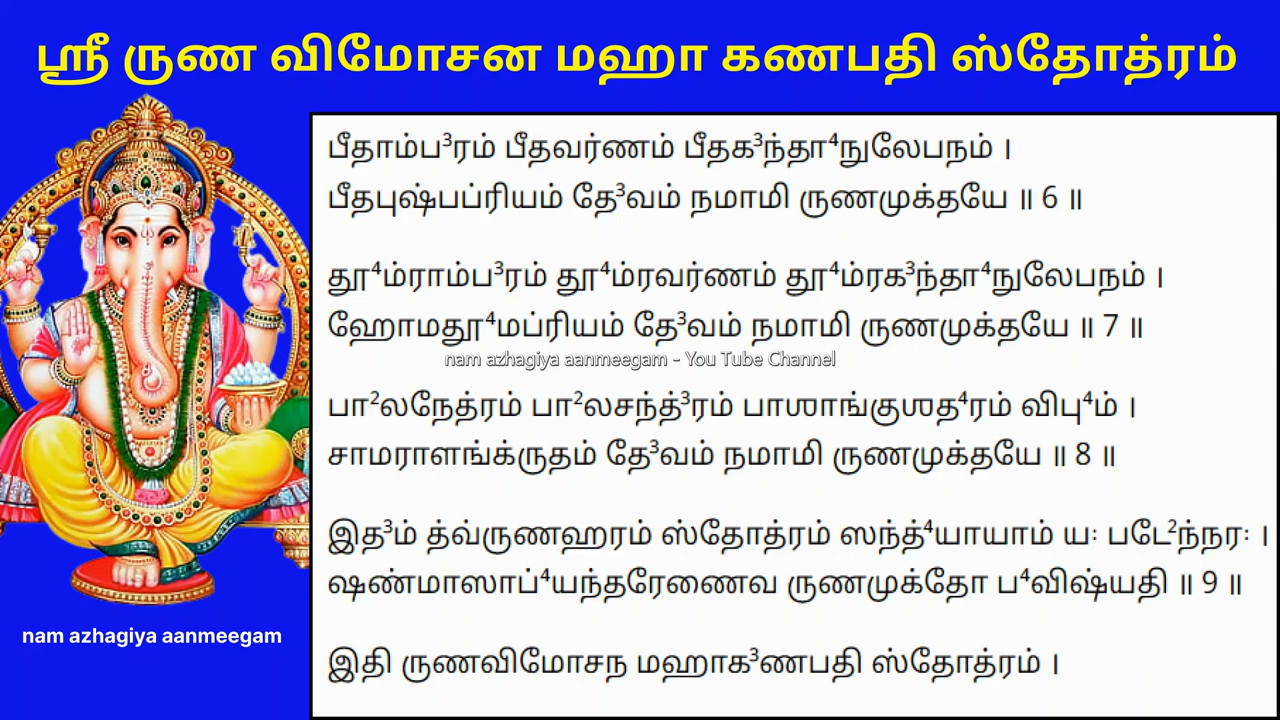 ஸ்ரீ ருண விமோசன மஹா கணபதி ஸ்தோத்ரம்
பீதாம்ப³ரம் பீதவர்ணம் பீதக³ந்தா⁴நுலேபநம் ।
பீதபுஷ்பப்ரியம் தே³வம் நமாமி ருணமுக்தயே ॥ 6 ॥
தூ⁴ம்ராம்ப³ரம் தூ⁴ம்ரவர்ணம் தூ⁴ம்ரக³ந்தா⁴நுலேபநம் ।
ஹோமதூ⁴மப்ரியம் தே³வம் நமாமி ருணமுக்தயே ॥ 7 ॥
nam azhagiya aanmeegam - You Tube Channel
பா²லநேத்ரம் பா²லசந்த்³ரம் பாஶாங்குஶத⁴ரம் விபு⁴ம் ।
சாமராளங்க்ருதம் தே³வம் நமாமி ருணமுக்தயே ॥ 8 ॥
இத³ம் த்வ்ருணஹரம் ஸ்தோத்ரம் ஸந்த்⁴யாயாம் யः படே²ந்நரः ।
ஷண்மாஸாப்⁴யந்தரேணைவ ருணமுக்தோ ப⁴விஷ்யதி ॥ 9 ॥
இதி ருணவிமோசந மஹாக³ணபதி ஸ்தோத்ரம் ।
nam azhagiya aanmeegam